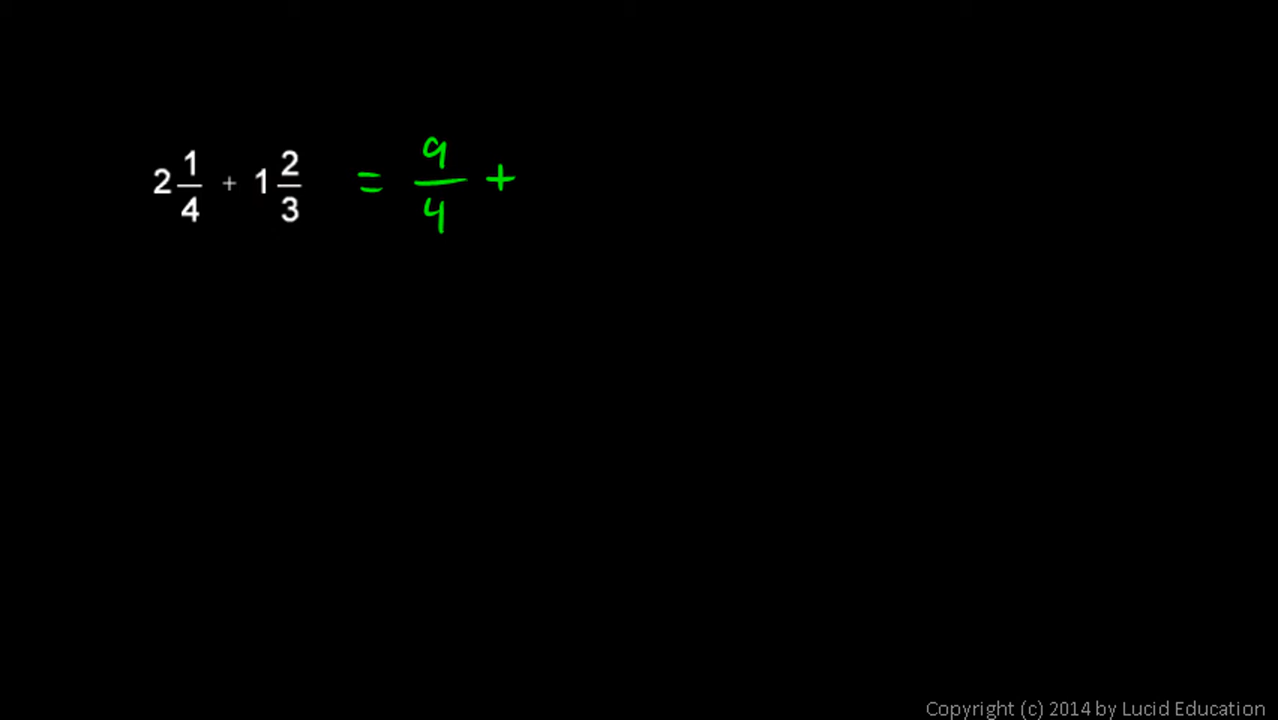 2 1/4 + 1 2/3 = 9/4 +
Copyright (c) 2014 by Lucid Education